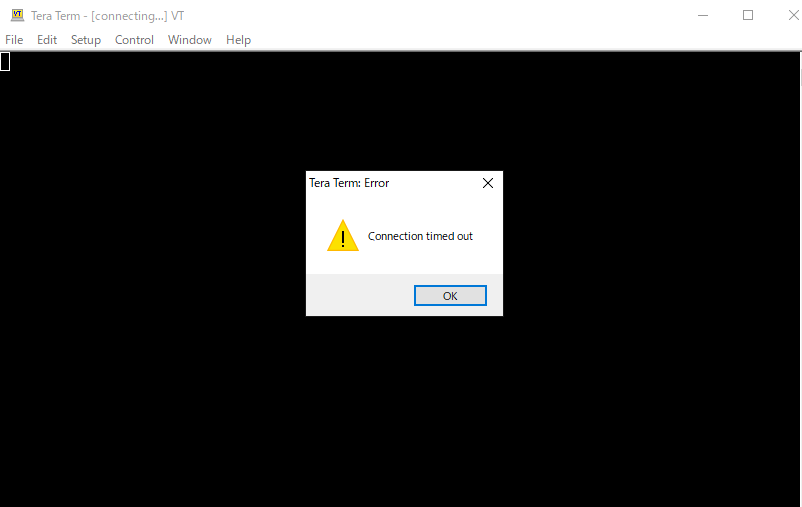 Tera Term - [connecting...] VT
File Edit Setup Control Window Help
Tera Term: Error
Connection timed out
OK